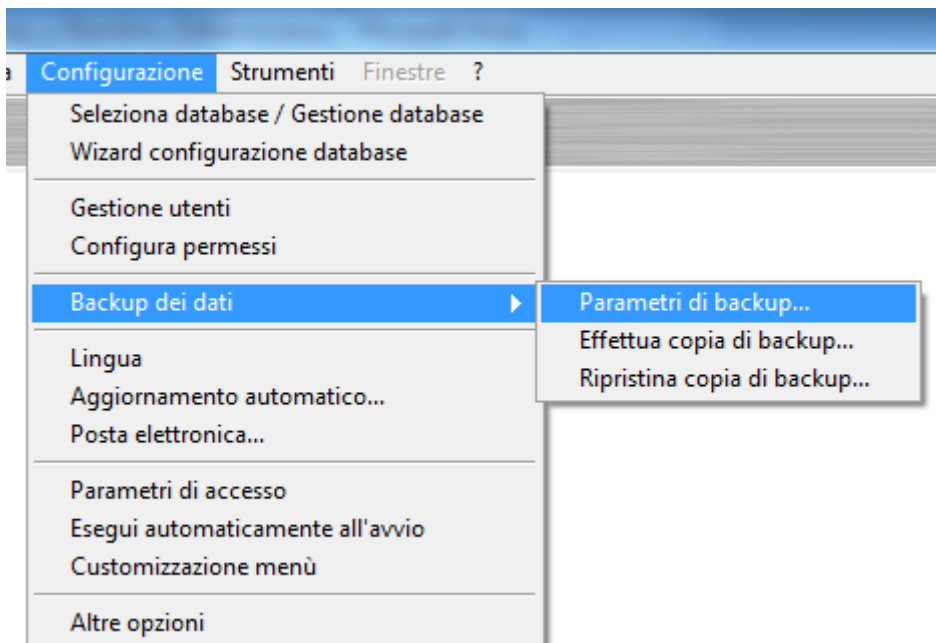 Configurazione Strumenti Finestre ?
Seleziona database / Gestione database
Wizard configurazione database
Gestione utenti
Configura permessi
Backup dei dati
Parametri di backup...
Effettua copia di backup...
Ripristina copia di backup...
Lingua
Aggiornamento automatico...
Posta elettronica...
Parametri di accesso
Esegui automaticamente all'avvio
Customizzazione menù
Altre opzioni